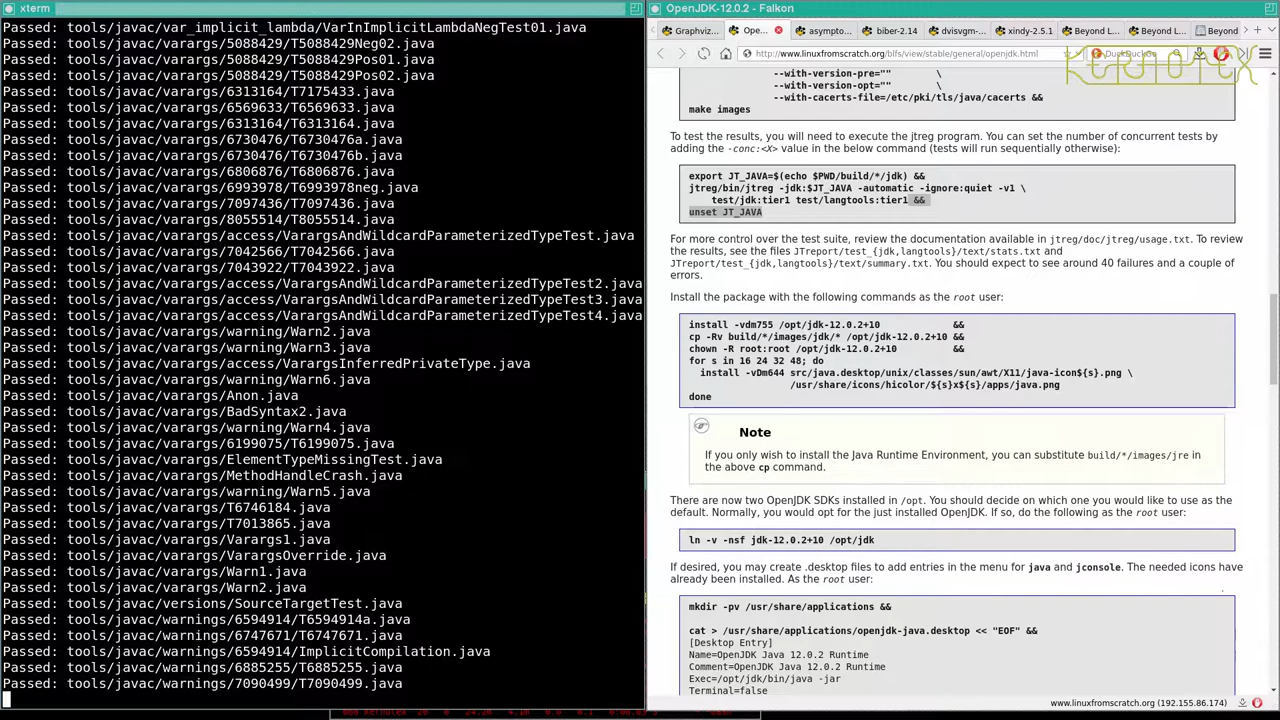 xterm
Passed: tools/javac/var_implicit_lambda/VarInImplicitLambdaNegTest01.java
Passed: tools/javac/varargs/5088429/T5088429Neg02.java
Passed: tools/javac/varargs/5088429/T5088429Pos01.java
Passed: tools/javac/varargs/5088429/T5088429Pos02.java
Passed: tools/javac/varargs/6313164/T7175433.java
Passed: tools/javac/varargs/6569633/T6569633.java
Passed: tools/javac/varargs/6313164/T6313164.java
Passed: tools/javac/varargs/6730476/T6730476a.java
Passed: tools/javac/varargs/6730476/T6730476b.java
Passed: tools/javac/varargs/6806876/T6806876.java
Passed: tools/javac/varargs/6993978/T6993978neg.java
Passed: tools/javac/varargs/7097436/T7097436.java
Passed: tools/javac/varargs/8055514/T8055514.java
Passed: tools/javac/varargs/access/VarargsAndWildcardParameterizedTypeTest.java
Passed: tools/javac/varargs/7042566/T7042566.java
Passed: tools/javac/varargs/7043922/T7043922.java
Passed: tools/javac/varargs/access/VarargsAndWildcardParameterizedTypeTest2.java
Passed: tools/javac/varargs/access/VarargsAndWildcardParameterizedTypeTest3.java
Passed: tools/javac/varargs/access/VarargsAndWildcardParameterizedTypeTest4.java
Passed: tools/javac/varargs/warning/Warn2.java
Passed: tools/javac/varargs/warning/Warn3.java
Passed: tools/javac/varargs/access/VarargsInferredPrivateType.java
Passed: tools/javac/varargs/warning/Warn6.java
Passed: tools/javac/varargs/Anon.java
Passed: tools/javac/varargs/BadSyntax2.java
Passed: tools/javac/varargs/warning/Warn4.java
Passed: tools/javac/varargs/6199075/T6199075.java
Passed: tools/javac/varargs/ElementTypeMissingTest.java
Passed: tools/javac/varargs/MethodHandleCrash.java
Passed: tools/javac/varargs/warning/Warn5.java
Passed: tools/javac/varargs/T6746184.java
Passed: tools/javac/varargs/T7013865.java
Passed: tools/javac/varargs/Varargs1.java
Passed: tools/javac/varargs/VarargsOverride.java
Passed: tools/javac/varargs/Warn1.java
Passed: tools/javac/varargs/Warn2.java
Passed: tools/javac/versions/SourceTargetTest.java
Passed: tools/javac/warnings/6594914/T6594914a.java
Passed: tools/javac/warnings/6747671/T6747671.java
Passed: tools/javac/warnings/6594914/ImplicitCompilation.java
Passed: tools/javac/warnings/6885255/T6885255.java
Passed: tools/javac/warnings/7090499/T7090499.java
OpenJDK-12.0.2 - Falkon
Graphviz... Ope... asympto... biber-2.14 dvisvgm-... xindy-2.5.1 Beyond L... Beyond L... Beyond
http://www.linuxfromscratch.org/blfs/view/stable/general/openjdk.html DuckDuckGo
KERNOTEX
--with-version-pre="" \
--with-version-opt="" \
--with-cacerts-file=/etc/pki/tls/java/cacerts &&
make images
To test the results, you will need to execute the jtreg program. You can set the number of concurrent tests by
adding the -conc:<X> value in the below command (tests will run sequentially otherwise):
export JT_JAVA=$(echo $PWD/build/*/jdk) &&
jtreg/bin/jtreg -jdk:$JT_JAVA -automatic -ignore:quiet -v1 \
test/jdk:tier1 test/langtools:tier1 &&
unset JT_JAVA
For more control over the test suite, review the documentation available in jtreg/doc/jtreg/usage.txt. To review
the results, see the files JTreport/test_{jdk,langtools}/text/stats.txt and
JTreport/test_{jdk,langtools}/text/summary.txt. You should expect to see around 40 failures and a couple of
errors.
Install the package with the following commands as the root user:
install -vdm755 /opt/jdk-12.0.2+10 &&
cp -Rv build/*/images/jdk/* /opt/jdk-12.0.2+10 &&
chown -R root:root /opt/jdk-12.0.2+10 &&
for s in 16 24 32 48; do
install -vDm644 src/java.desktop/unix/classes/sun/awt/X11/java-icon${s}.png \
/usr/share/icons/hicolor/${s}x${s}/apps/java.png
done
Note
If you only wish to install the Java Runtime Environment, you can substitute build/*/images/jre in
the above cp command.
There are now two OpenJDK SDKs installed in /opt. You should decide on which one you would like to use as the
default. Normally, you would opt for the just installed OpenJDK. If so, do the following as the root user:
ln -v -nsf jdk-12.0.2+10 /opt/jdk
If desired, you may create .desktop files to add entries in the menu for java and jconsole. The needed icons have
already been installed. As the root user:
mkdir -pv /usr/share/applications &&
cat > /usr/share/applications/openjdk-java.desktop << "EOF" &&
[Desktop Entry]
Name=OpenJDK Java 12.0.2 Runtime
Comment=OpenJDK Java 12.0.2 Runtime
Exec=/opt/jdk/bin/java -jar
Terminal=false
www.linuxfromscratch.org (192.155.86.174)